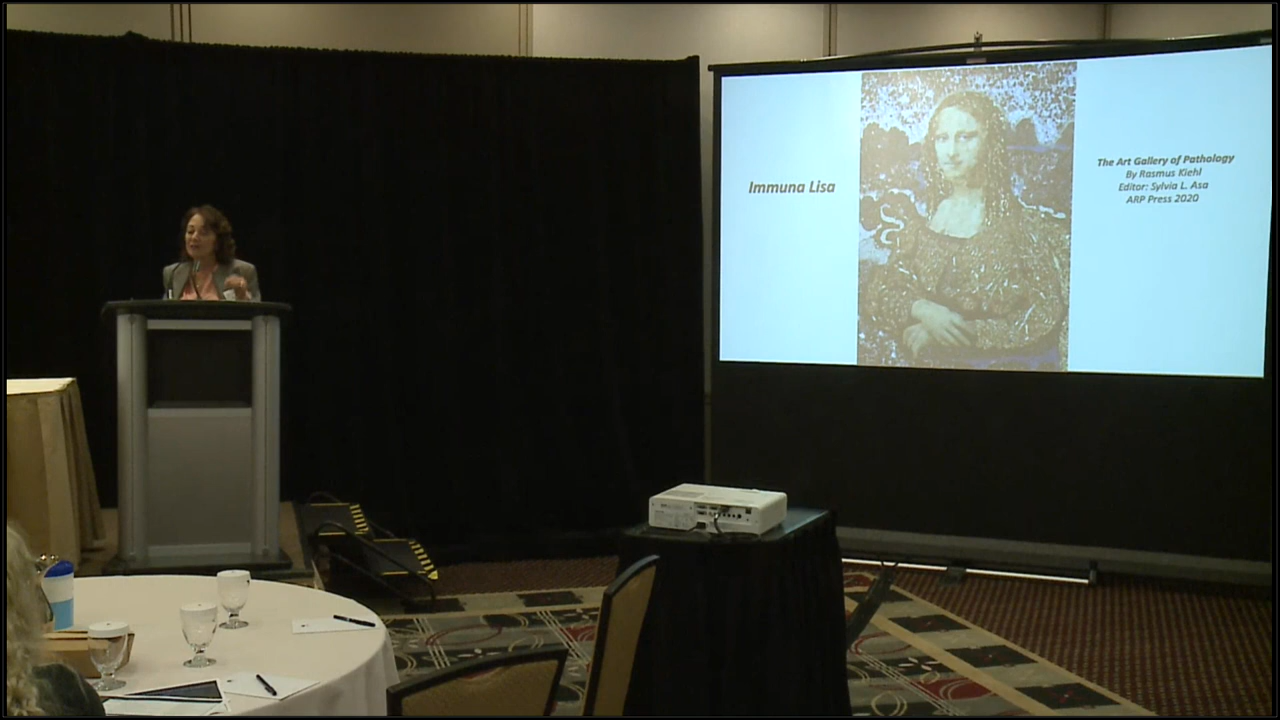 Immuna Lisa
The Art Gallery of Pathology
By Rasmus Kiehl
Editor: Sylvia L. Asa
ARP Press 2020